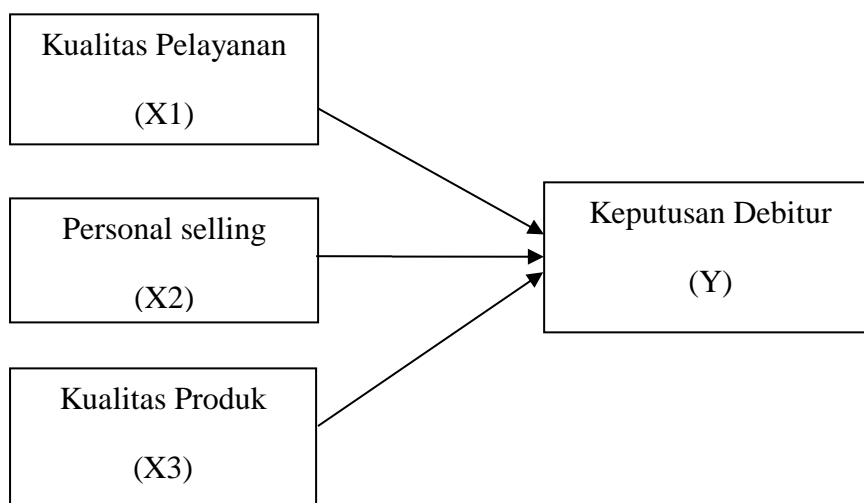 Kualitas Pelayanan
(X1)
Personal selling
(X2)
Kualitas Produk
(X3)
Keputusan Debitur
(Y)